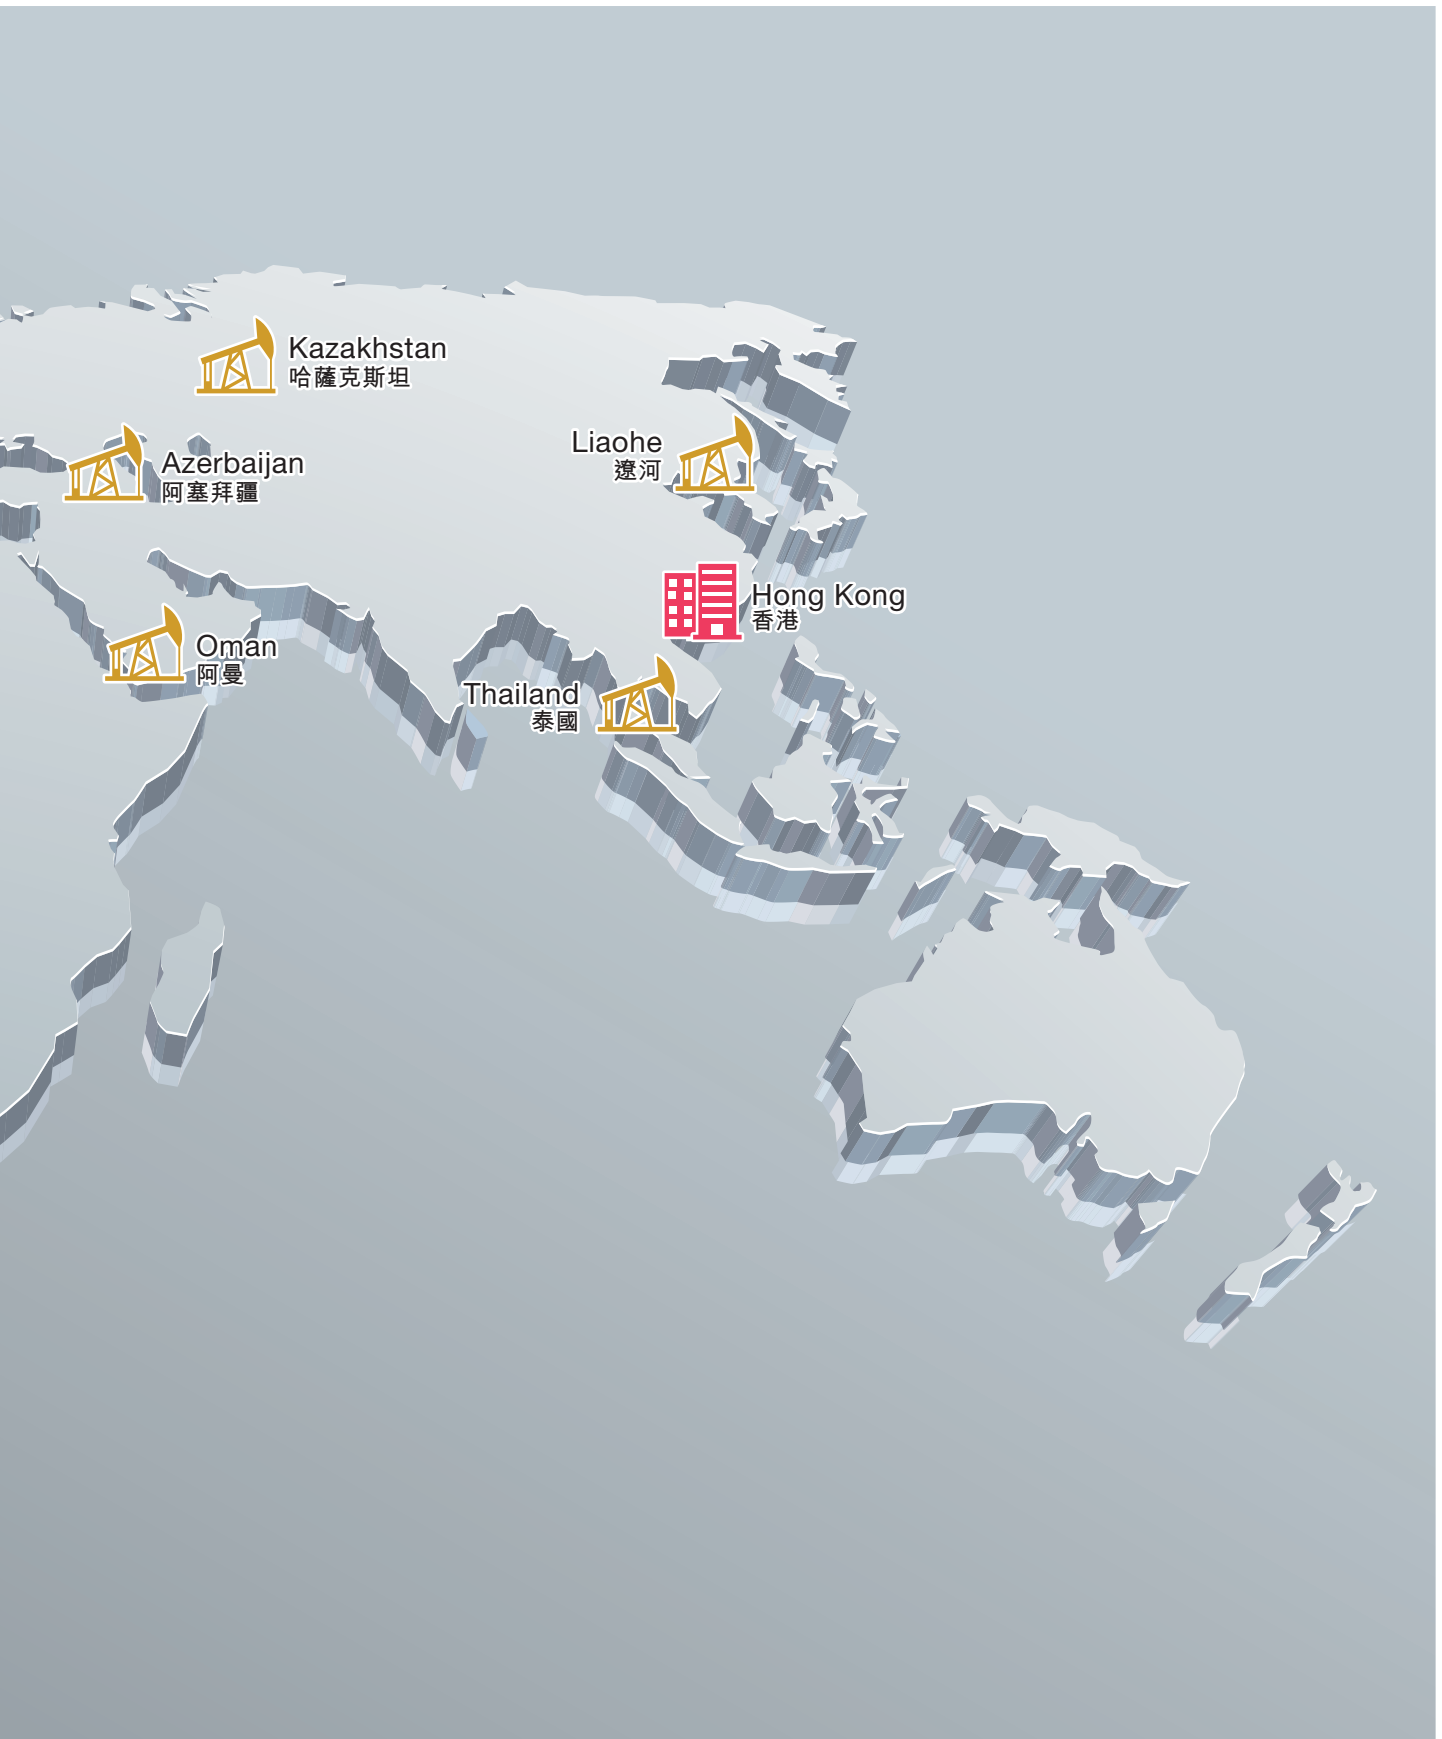 Kazakhstan
哈薩克斯坦
Liaohe
遼河
Azerbaijan
阿塞拜疆
Hong Kong
香港
Oman
阿曼
Thailand
泰國